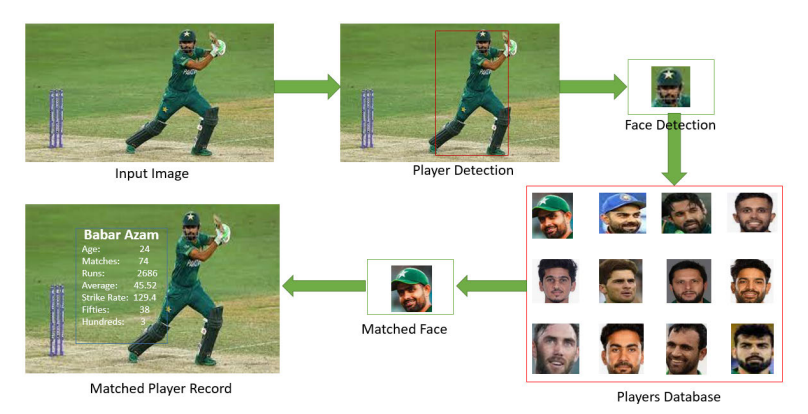 Input Image
Player Detection
Face Detection
Players Database
Matched Face
Babar Azam
Age: 24
Matches: 74
Runs: 2686
Average: 45.52
Strike Rate: 129.4
Fifties: 38
Hundreds: 3
Matched Player Record